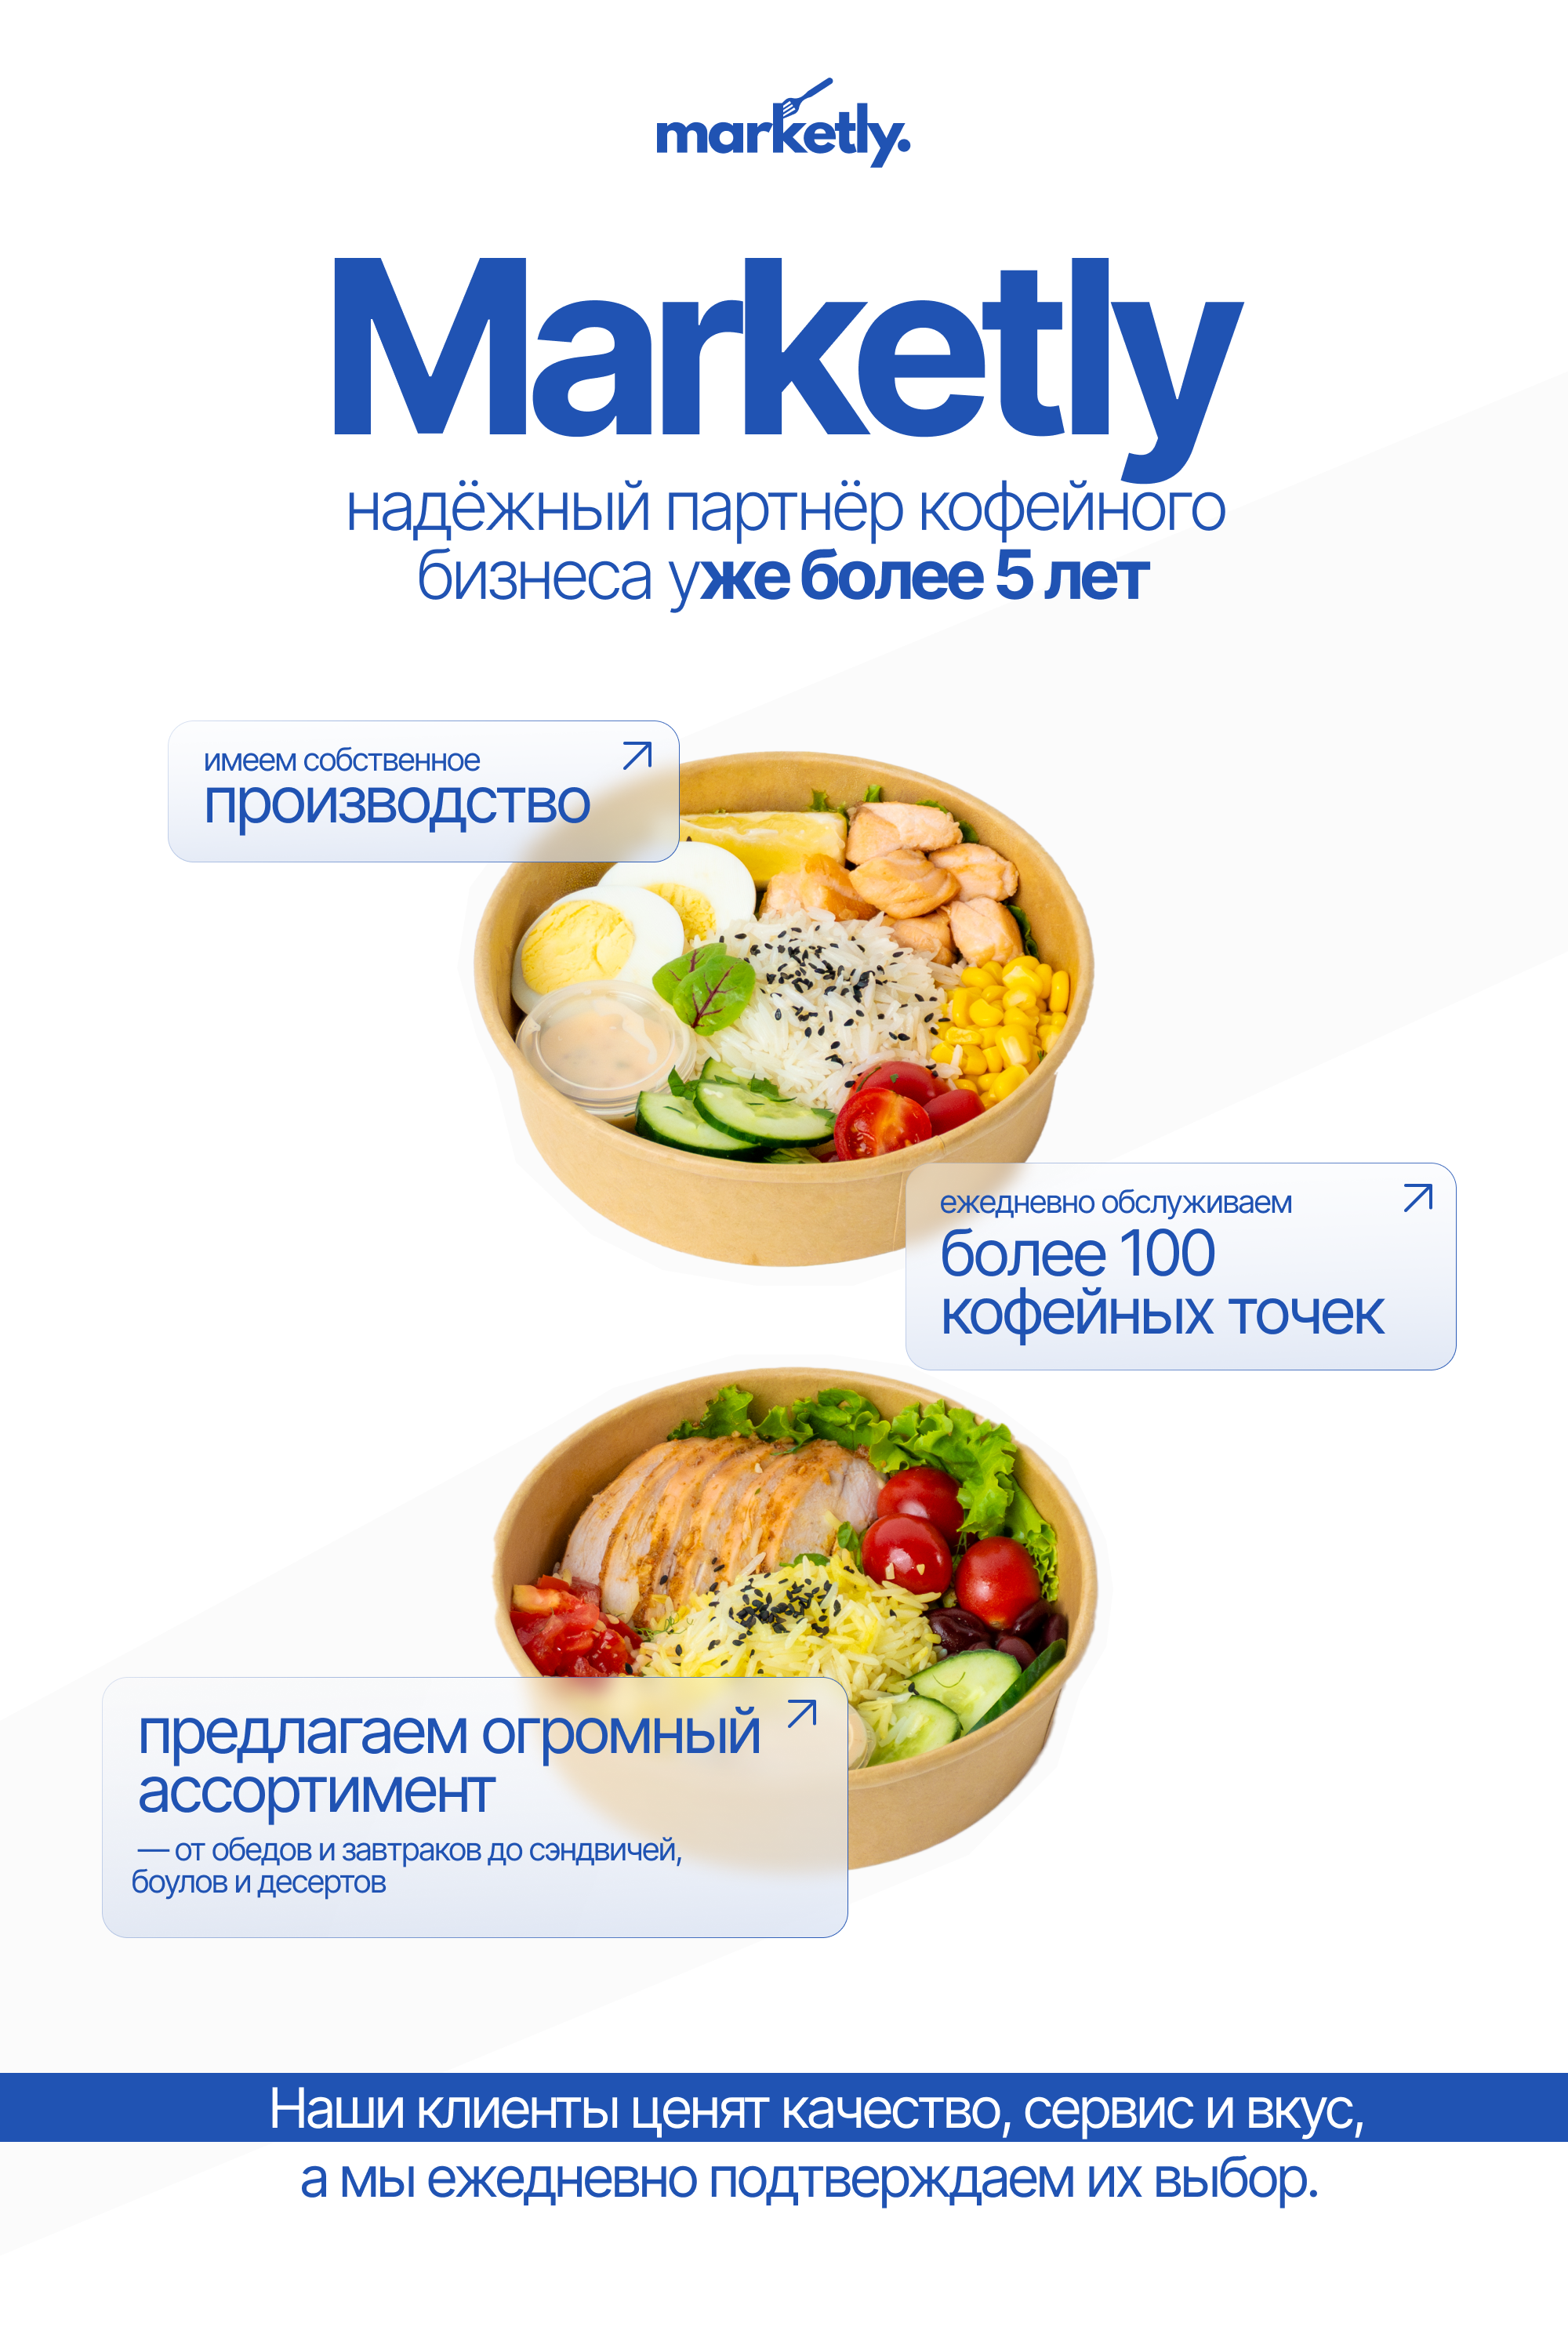 marketly.
Marketly
надёжный партнёр кофейного
бизнеса уже более 5 лет
имеем собственное
производство
ежедневно обслуживаем
более 100
кофейных точек
предлагаем огромный
ассортимент
— от обедов и завтраков до сэндвичей,
боулов и десертов
Наши клиенты ценят качество, сервис и вкус,
а мы ежедневно подтверждаем их выбор.